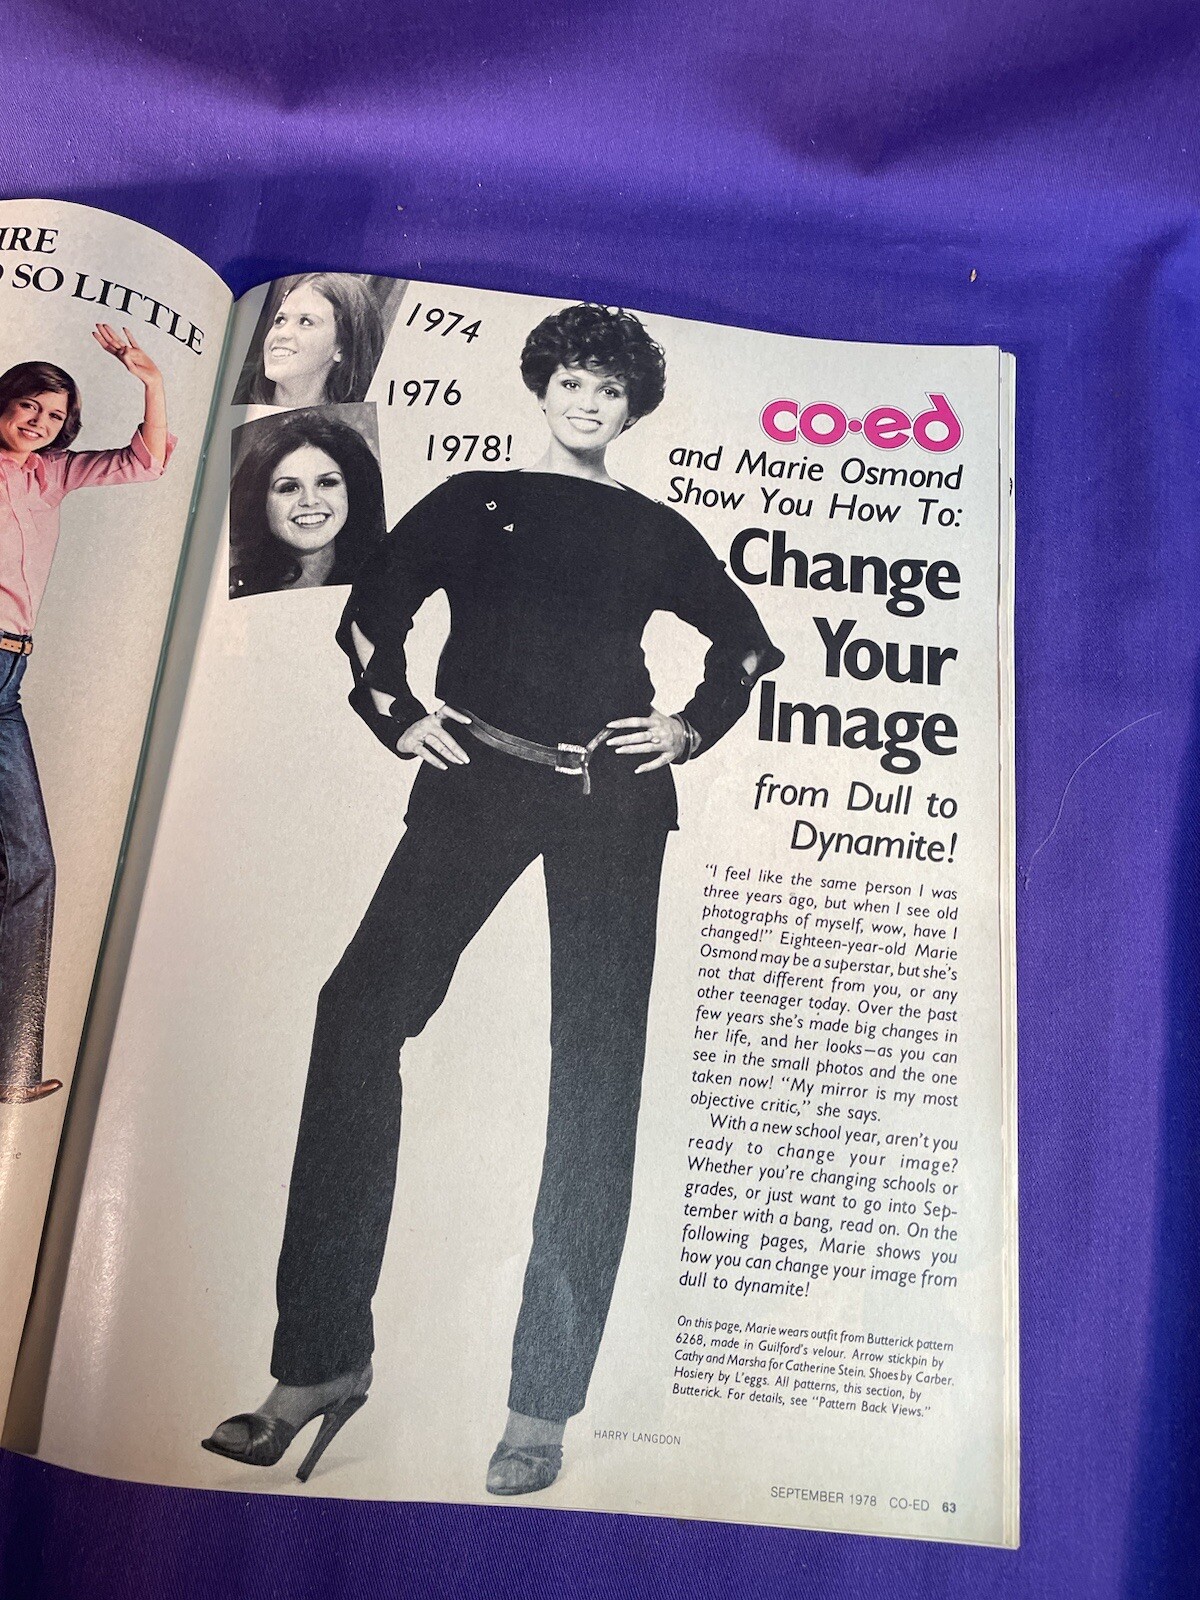 SO LITTLE
1974
1976
1978!
co·ed
and Marie Osmond
Show You How To:
Change
Your
Image
from Dull to
Dynamite!
"I feel like the same person I was
three years ago, but when I see old
photographs of myself, wow, have I
changed!" Eighteen-year-old Marie
Osmond may be a superstar, but she's
not that different from you, or any
other teenager today. Over the past
few years she's made big changes in
her life, and her looks—as you can
see in the small photos and the one
taken now! "My mirror is my most
objective critic," she says.
With a new school year, aren't you
ready to change your image?
Whether you're changing schools or
grades, or just want to go into Sep-
tember with a bang, read on. On the
following pages, Marie shows you
how you can change your image from
dull to dynamite!
On this page, Marie wears outfit from Butterick pattern
6268, made in Guilford's velour. Arrow stickpin by
Cathy and Marsha for Catherine Stein. Shoes by Carber.
Hosiery by L'eggs. All patterns, this section, by
Butterick. For details, see "Pattern Back Views."
HARRY LANGDON
SEPTEMBER 1978 CO-ED 63